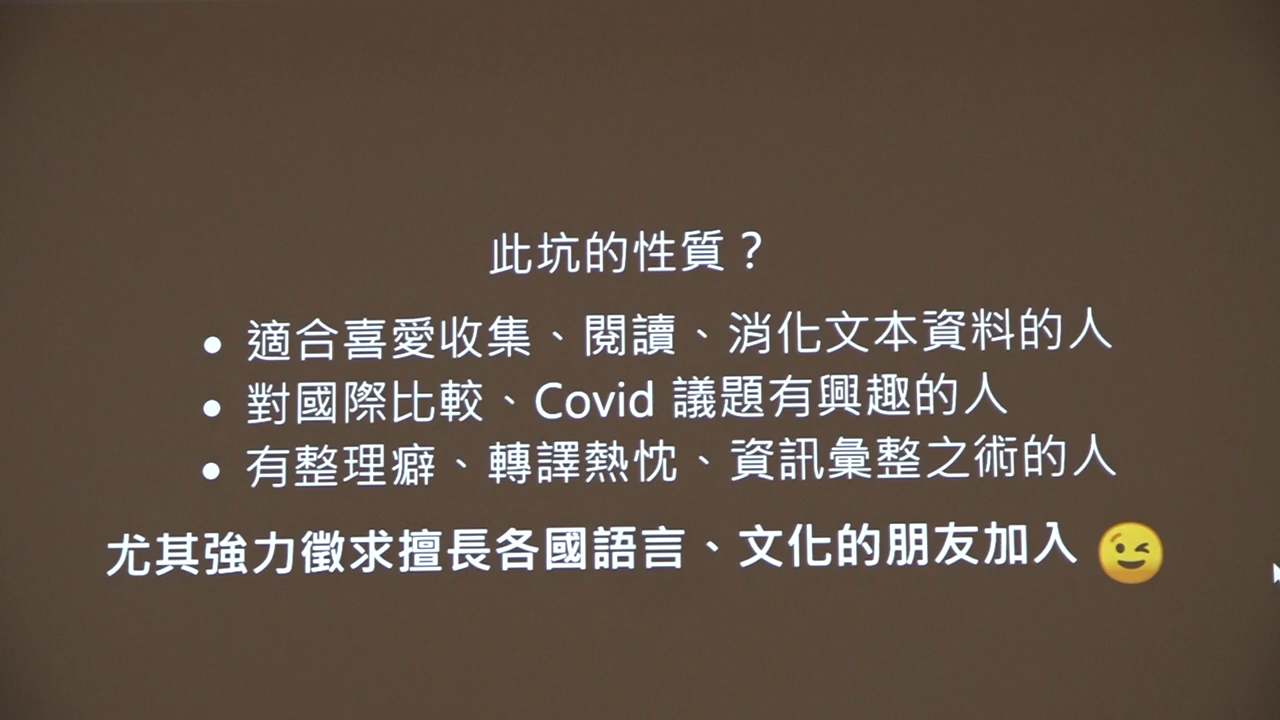 此坑的性質？
• 適合喜愛收集、閱讀、消化文本資料的人
• 對國際比較、Covid 議題有興趣的人
• 有整理癖、轉譯熱忱、資訊彙整之術的人
尤其強力徵求擅長各國語言、文化的朋友加入 😉